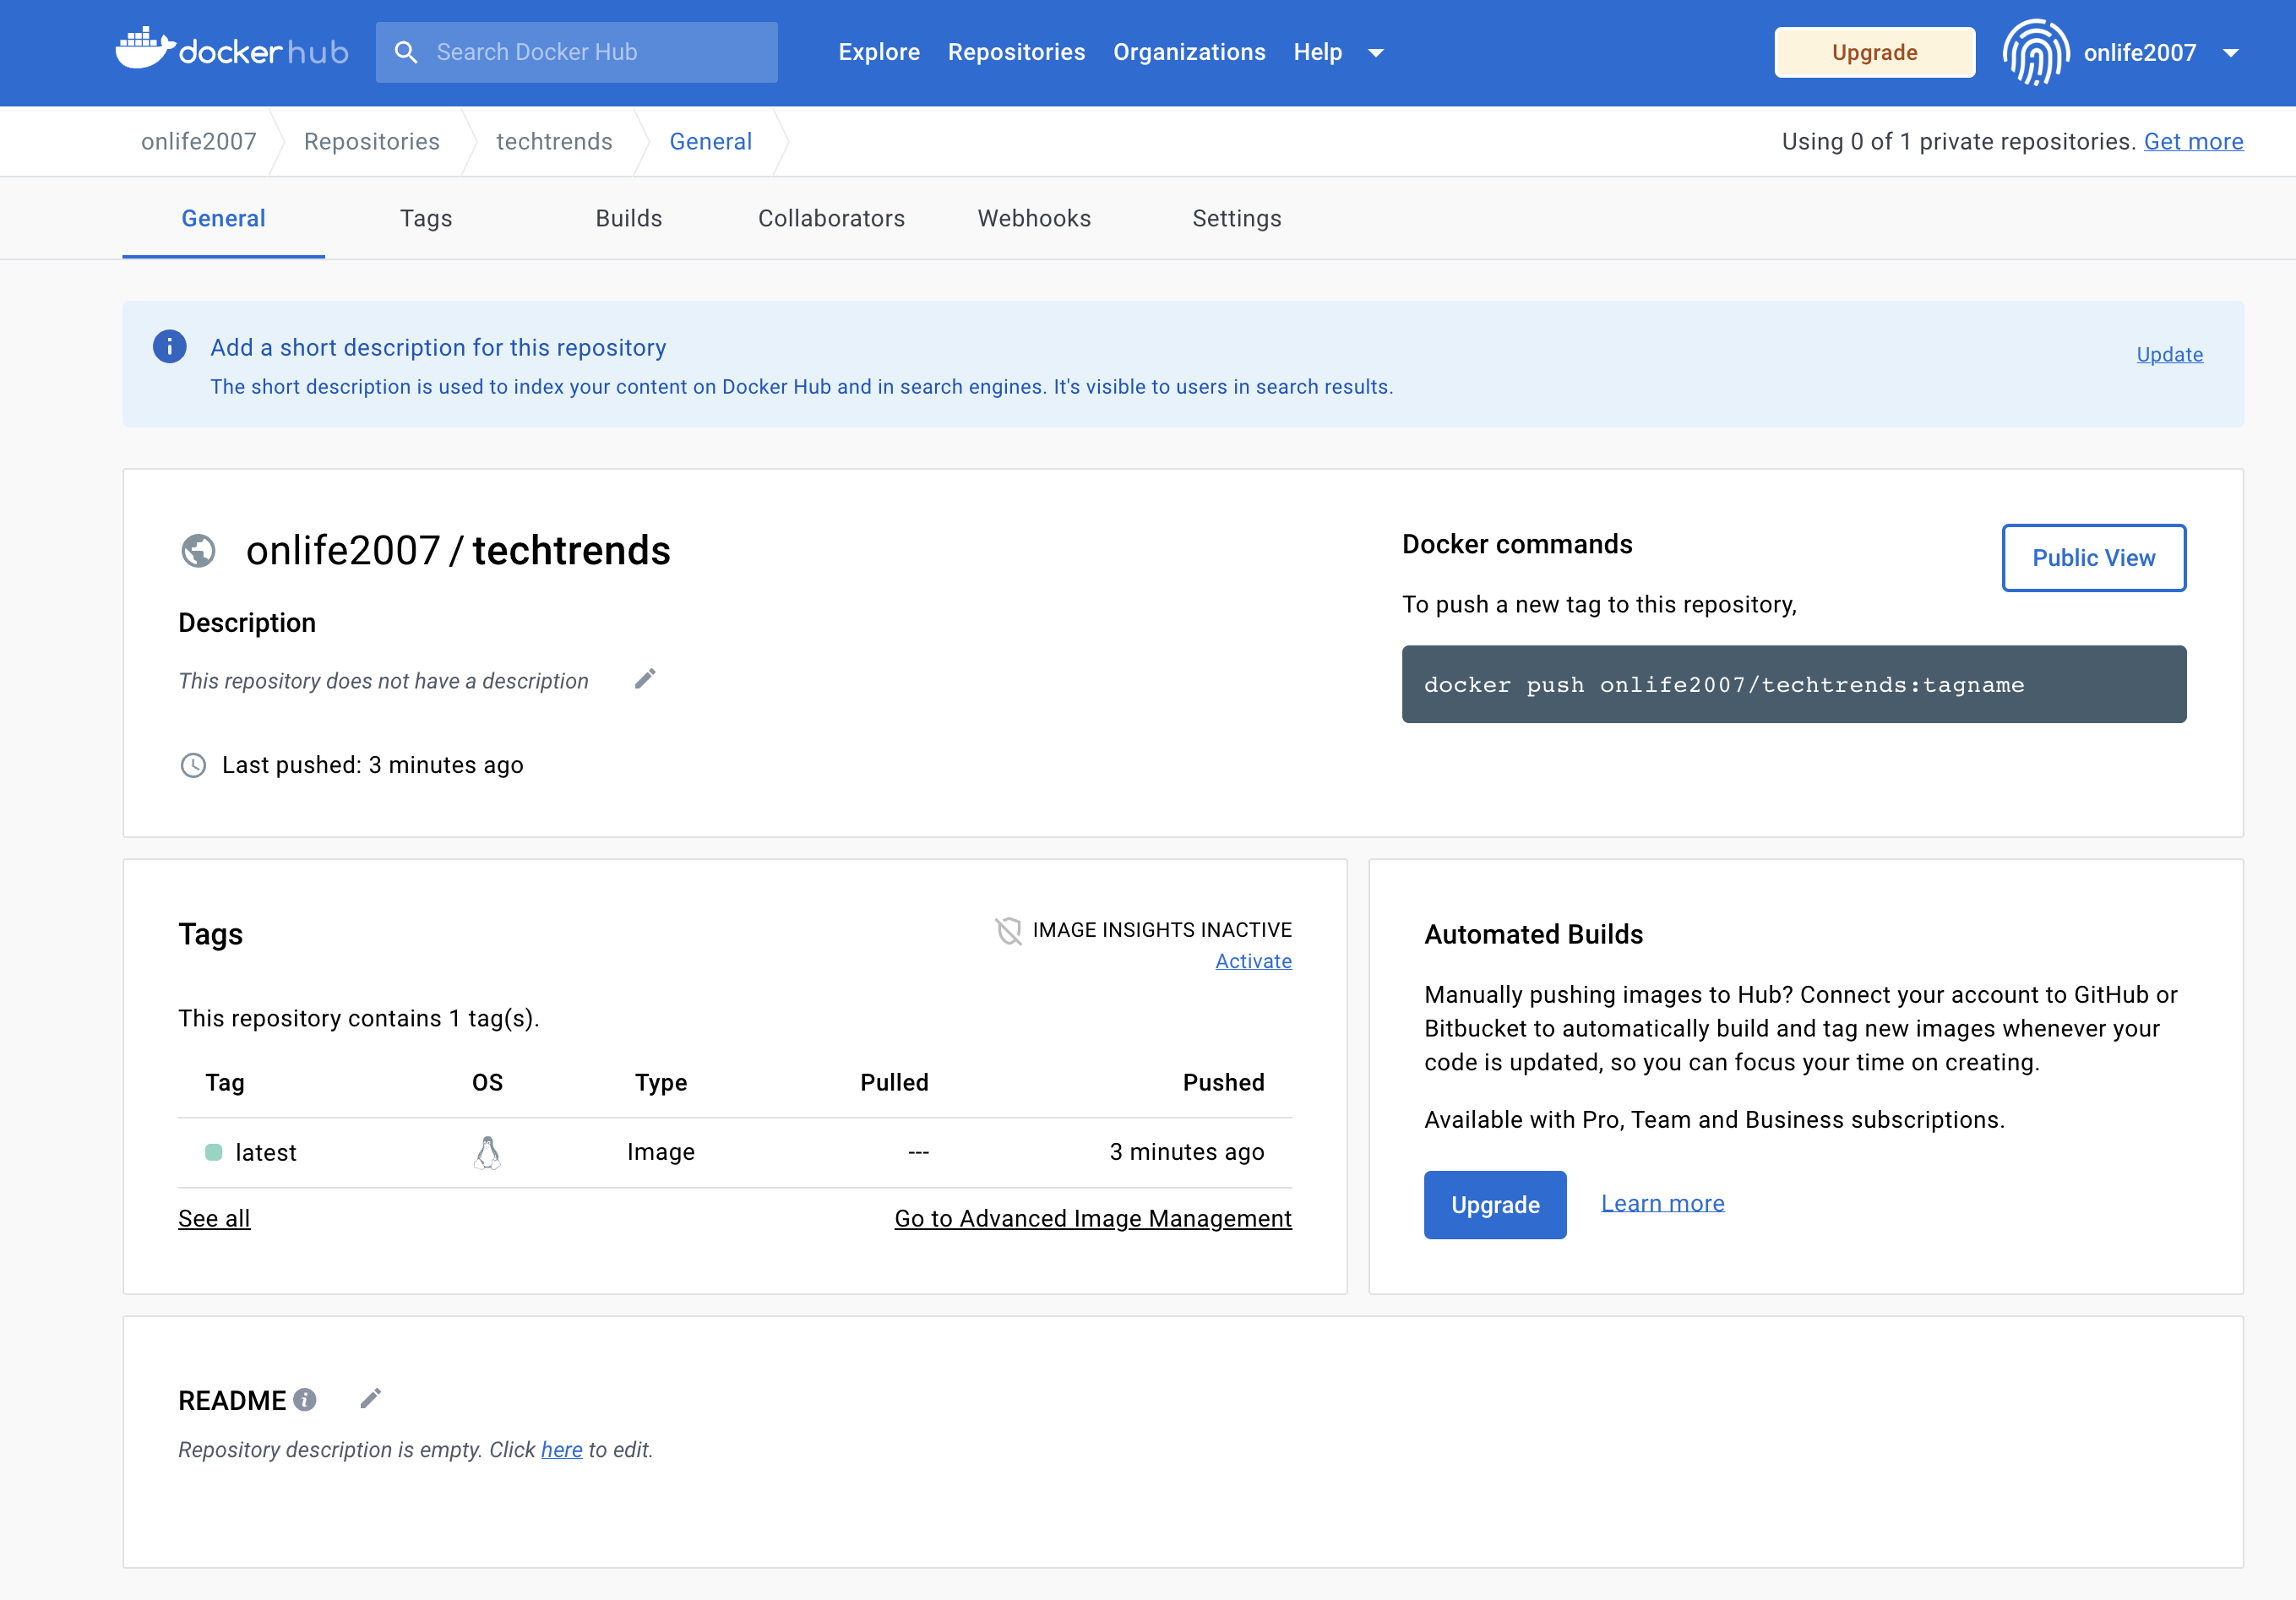 dockerhub
Search Docker Hub
Explore Repositories Organizations Help
Upgrade
onlife2007
onlife2007 Repositories techtrends General
Using 0 of 1 private repositories. Get more
General Tags Builds Collaborators Webhooks Settings
Add a short description for this repository
The short description is used to index your content on Docker Hub and in search engines. It's visible to users in search results.
Update
onlife2007 / techtrends
Description
This repository does not have a description
Last pushed: 3 minutes ago
Docker commands
Public View
To push a new tag to this repository,
docker push onlife2007/techtrends:tagname
Tags
IMAGE INSIGHTS INACTIVE
Activate
This repository contains 1 tag(s).
Tag OS Type Pulled Pushed
latest Image --- 3 minutes ago
See all
Go to Advanced Image Management
Automated Builds
Manually pushing images to Hub? Connect your account to GitHub or
Bitbucket to automatically build and tag new images whenever your
code is updated, so you can focus your time on creating.
Available with Pro, Team and Business subscriptions.
Upgrade Learn more
README
Repository description is empty. Click here to edit.